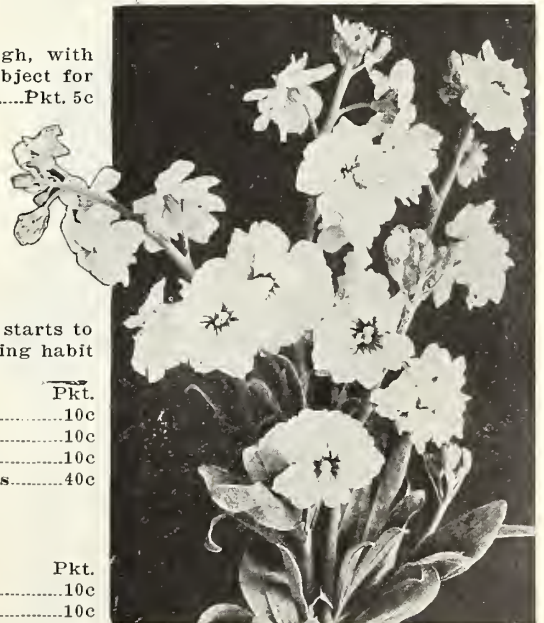 gh, with
bject for
......Pkt. 5c
starts to
ing habit
Pkt.
..........10c
..........10c
..........10c
s........40c
Pkt.
..........10c
..........10c